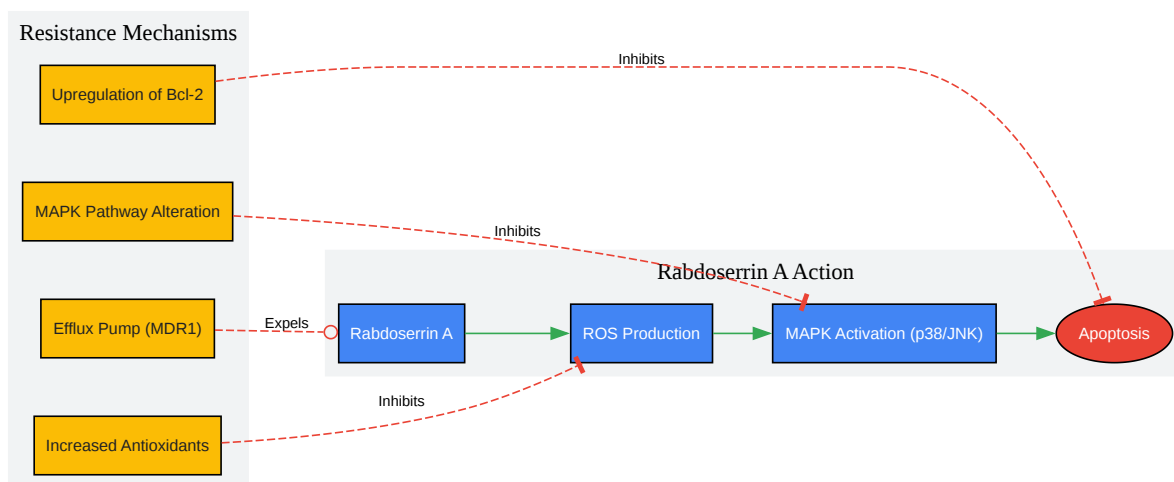 Resistance Mechanisms
Upregulation of Bcl-2
MAPK Pathway Alteration
Efflux Pump (MDR1)
Increased Antioxidants
Inhibits
Inhibits
Expels
Inhibits
Rabdoserrin A Action
Rabdoserrin A
ROS Production
MAPK Activation (p38/JNK)
Apoptosis